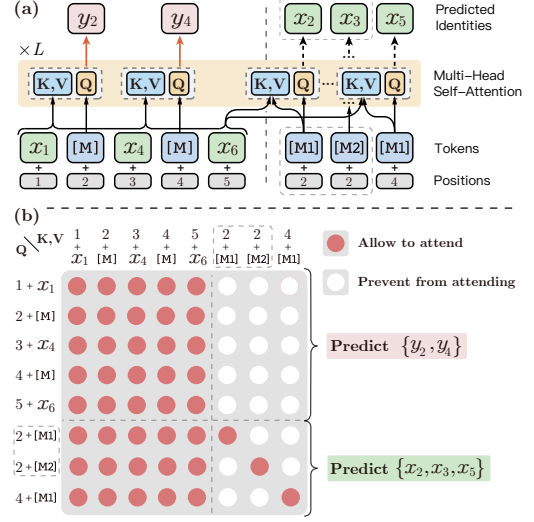 (a)
y2 y4 x2 x3 x5 Predicted Identities
×L
K,V Q K,V Q K,V Q ... K,V Q Multi-Head Self-Attention
... ...
x1 [M] x4 [M] x6 [M1] [M2] [M1] Tokens
+ + + + + + + +
1 2 3 4 5 2 2 4 Positions
(b)
Q \ K,V
1 2 3 4 5 2 2 4
+ + + + + + + +
x1 [M] x4 [M] x6 [M1] [M2] [M1]
Allow to attend
Prevent from attending
1 + x1
2 + [M]
3 + x4
4 + [M]
5 + x6
2 + [M1]
2 + [M2]
4 + [M1]
Predict {y2, y4}
Predict {x2, x3, x5}